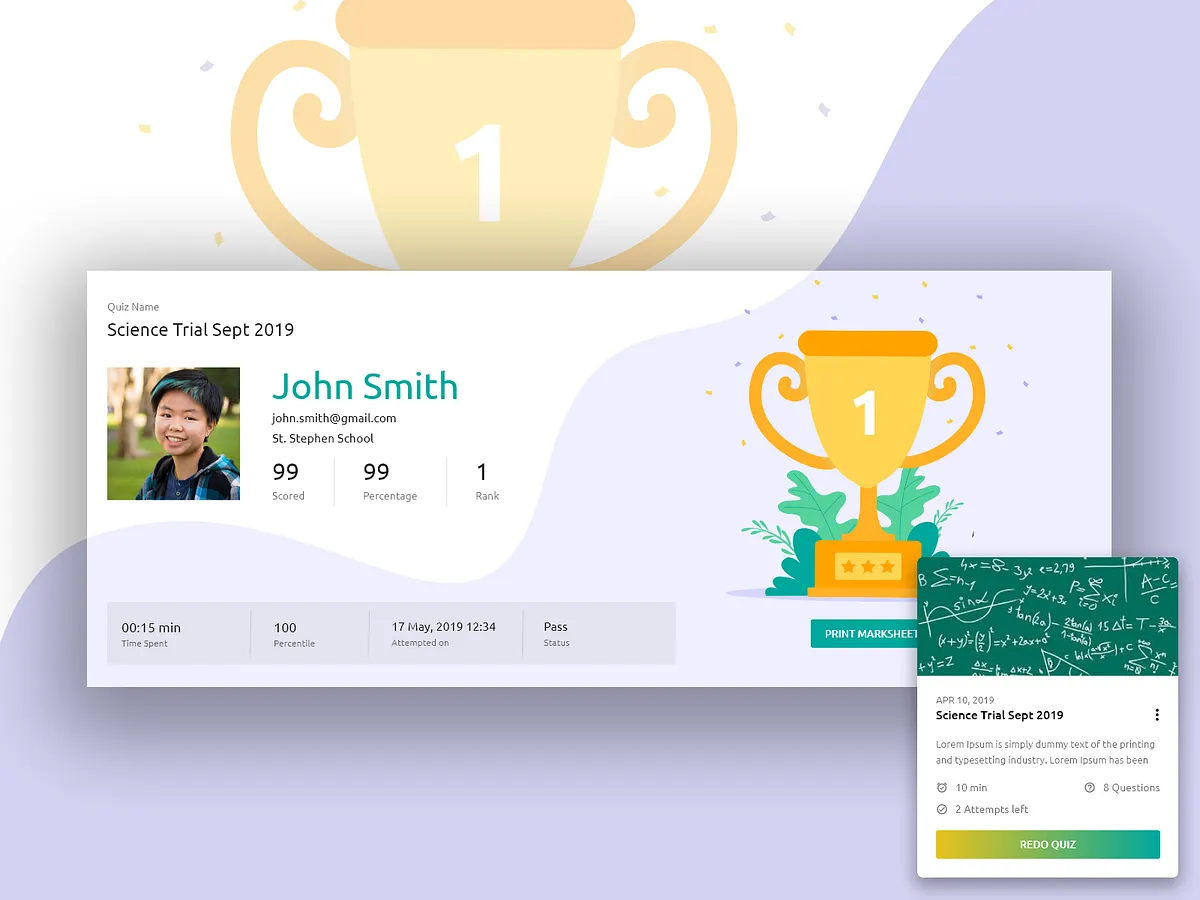 1
Quiz Name
Science Trial Sept 2019
John Smith
john.smith@gmail.com
St. Stephen School
99
Scored
99
Percentage
1
Rank
1
00:15 min
Time Spent
100
Percentile
17 May, 2019 12:34
Attempted on
Pass
Status
PRINT MARKSHEET
APR 10, 2019
Science Trial Sept 2019
Lorem Ipsum is simply dummy text of the printing
and typesetting industry. Lorem Ipsum has been
10 min
8 Questions
2 Attempts left
REDO QUIZ